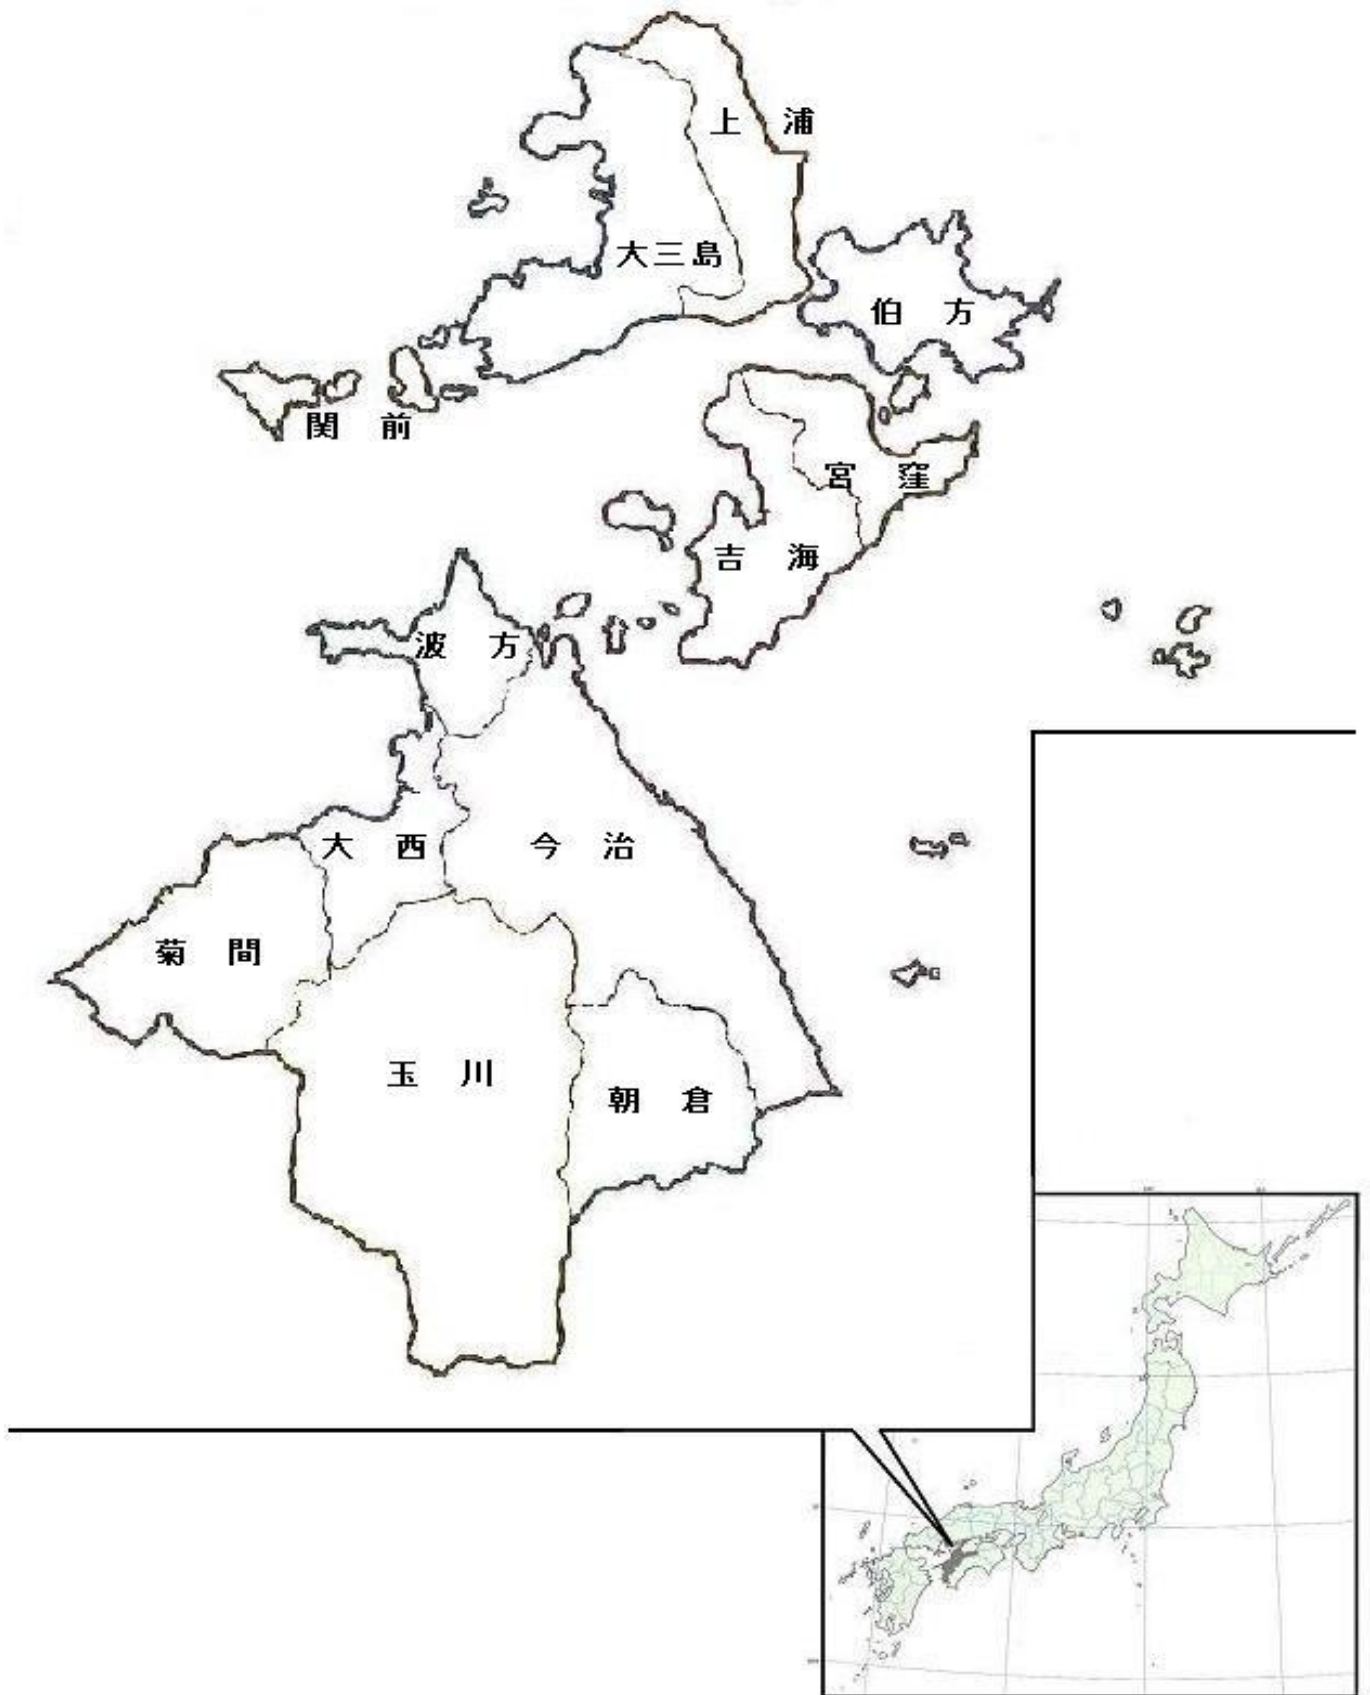 上浦
大三島
伯方
関前
宮窪
吉海
波方
大西
今治
菊間
玉川
朝倉